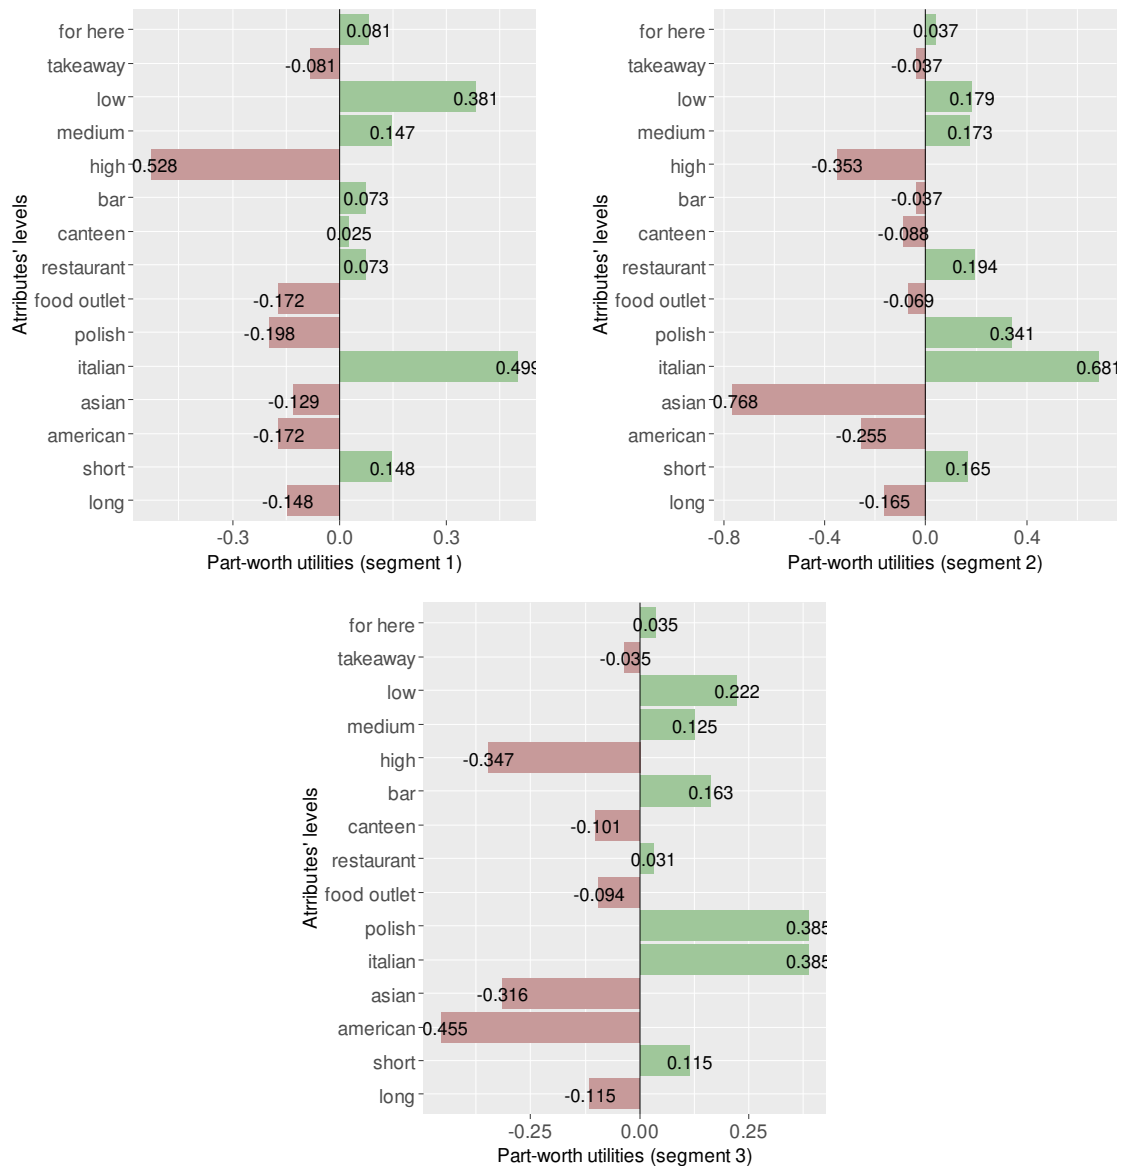 for here 0.081
takeaway -0.081
low 0.381
medium 0.147
high 0.528
bar 0.073
canteen 0.025
restaurant 0.073
food outlet -0.172
polish -0.198
italian 0.499
asian -0.129
american -0.172
short 0.148
long -0.148
Atrributes' levels
-0.3 0.0 0.3
Part-worth utilities (segment 1)
for here 0.037
takeaway -0.037
low 0.179
medium 0.173
high -0.353
bar -0.037
canteen -0.088
restaurant 0.194
food outlet -0.069
polish 0.341
italian 0.681
asian 0.768
american -0.255
short 0.165
long -0.165
Atrributes' levels
-0.8 -0.4 0.0 0.4
Part-worth utilities (segment 2)
for here 0.035
takeaway -0.035
low 0.222
medium 0.125
high -0.347
bar 0.163
canteen -0.101
restaurant 0.031
food outlet -0.094
polish 0.385
italian 0.385
asian -0.316
american 0.455
short 0.115
long -0.115
Atrributes' levels
-0.25 0.00 0.25
Part-worth utilities (segment 3)